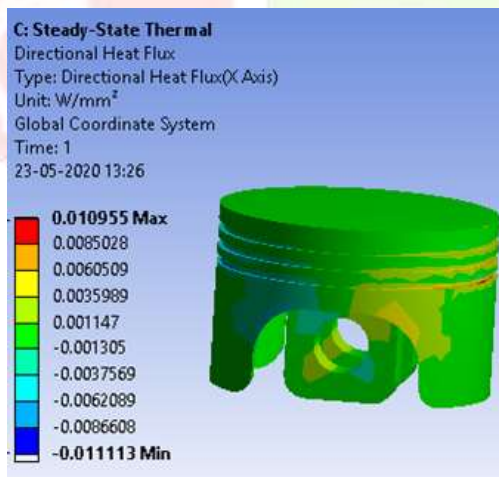 C: Steady-State Thermal
Directional Heat Flux
Type: Directional Heat Flux(X Axis)
Unit: W/mm²
Global Coordinate System
Time: 1
23-05-2020 13:26
0.010955 Max
0.0085028
0.0060509
0.0035989
0.001147
-0.001305
-0.0037569
-0.0062089
-0.0086608
-0.011113 Min